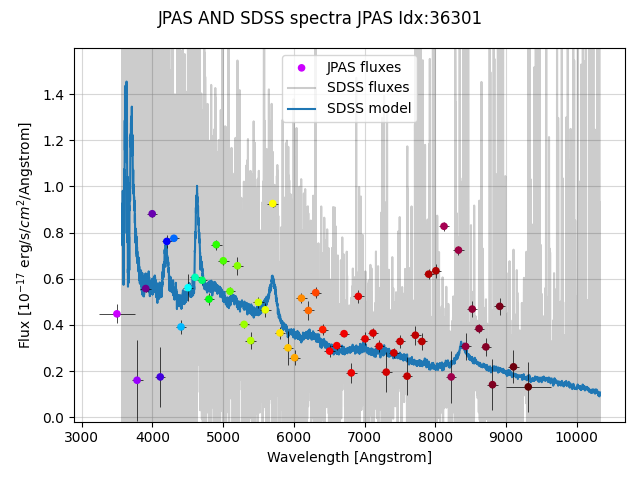 JPAS AND SDSS spectra JPAS Idx:36301
JPAS fluxes
SDSS fluxes
SDSS model
Flux [10⁻¹⁷ erg/s/cm²/Angstrom]
1.4
1.2
1.0
0.8
0.6
0.4
0.2
0.0
3000 4000 5000 6000 7000 8000 9000 10000
Wavelength [Angstrom]